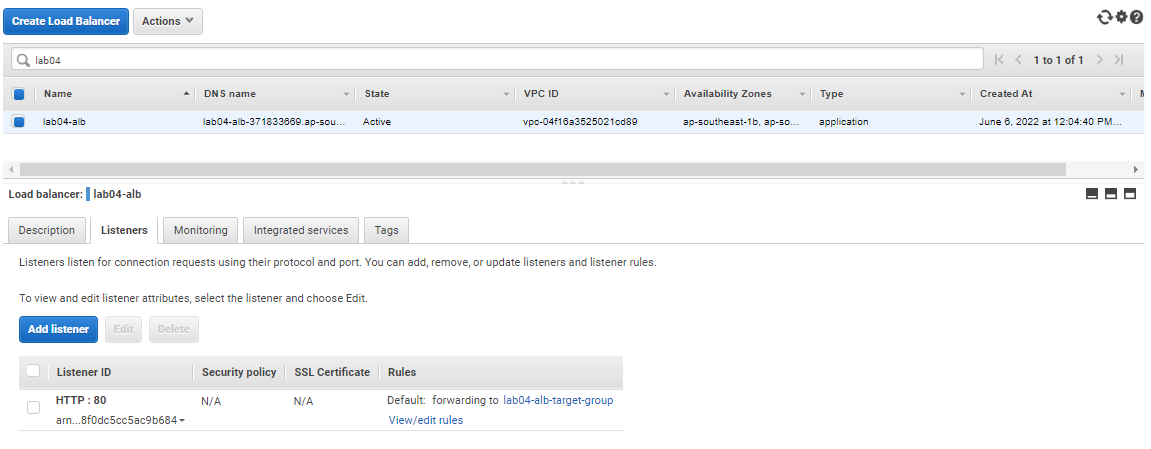 Create Load Balancer Actions
lab04 1 to 1 of 1
Name DNS name State VPC ID Availability Zones Type Created At M
lab04-alb lab04-alb-371833669.ap-sou... Active vpc-04f16a3525021cd89 ap-southeast-1b, ap-so... application June 6, 2022 at 12:04:40 PM...
Load balancer: lab04-alb
Description Listeners Monitoring Integrated services Tags
Listeners listen for connection requests using their protocol and port. You can add, remove, or update listeners and listener rules.
To view and edit listener attributes, select the listener and choose Edit.
Add listener Edit Delete
Listener ID Security policy SSL Certificate Rules
HTTP : 80 N/A N/A Default: forwarding to lab04-alb-target-group
arn...8f0dc5cc5ac9b684 View/edit rules